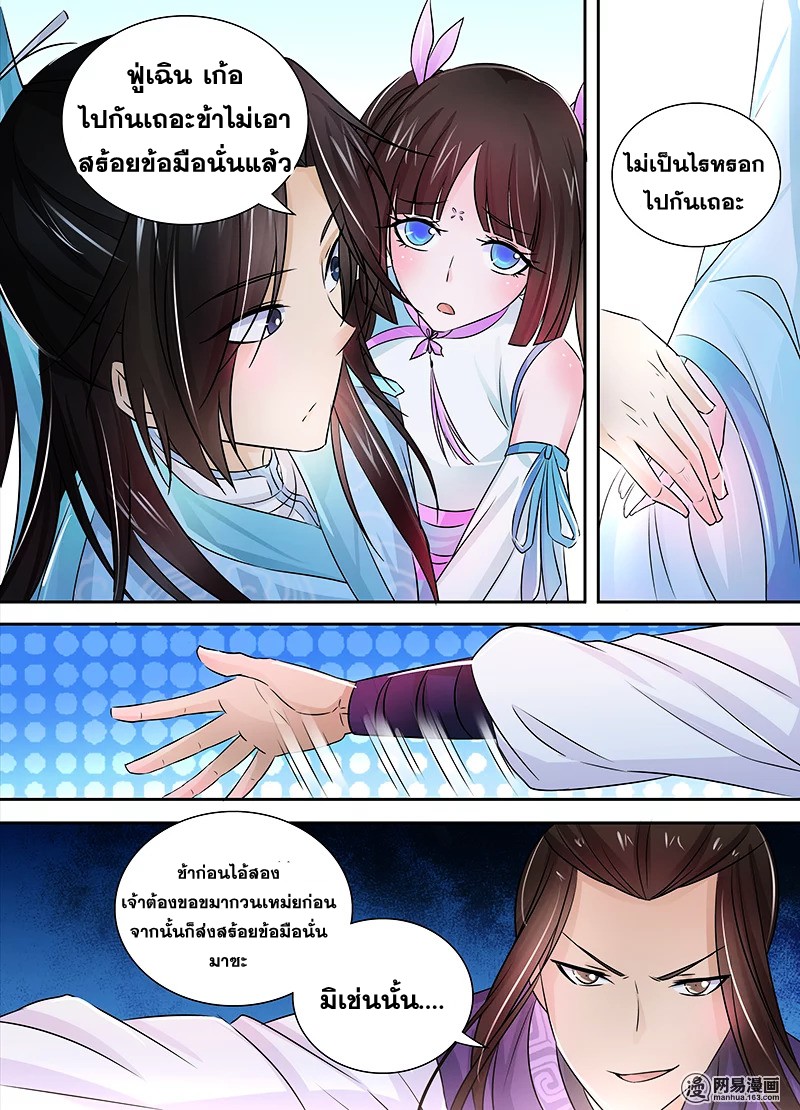 ฟู่เฉิน เก้อ
ไปกันเถอะข้าไม่เอา
สร้อยข้อมือนั่นแล้ว
ไม่เป็นไรหรอก
ไปกันเถอะ
ข้าก่อนไอ้สอง
เจ้าต้องขอขมากวนเหม่ยก่อน
จากนั้นก็ส่งสร้อยข้อมือนั่น
มาซะ
มิเช่นนั้น....
漫 网易漫画
manhua.163.com